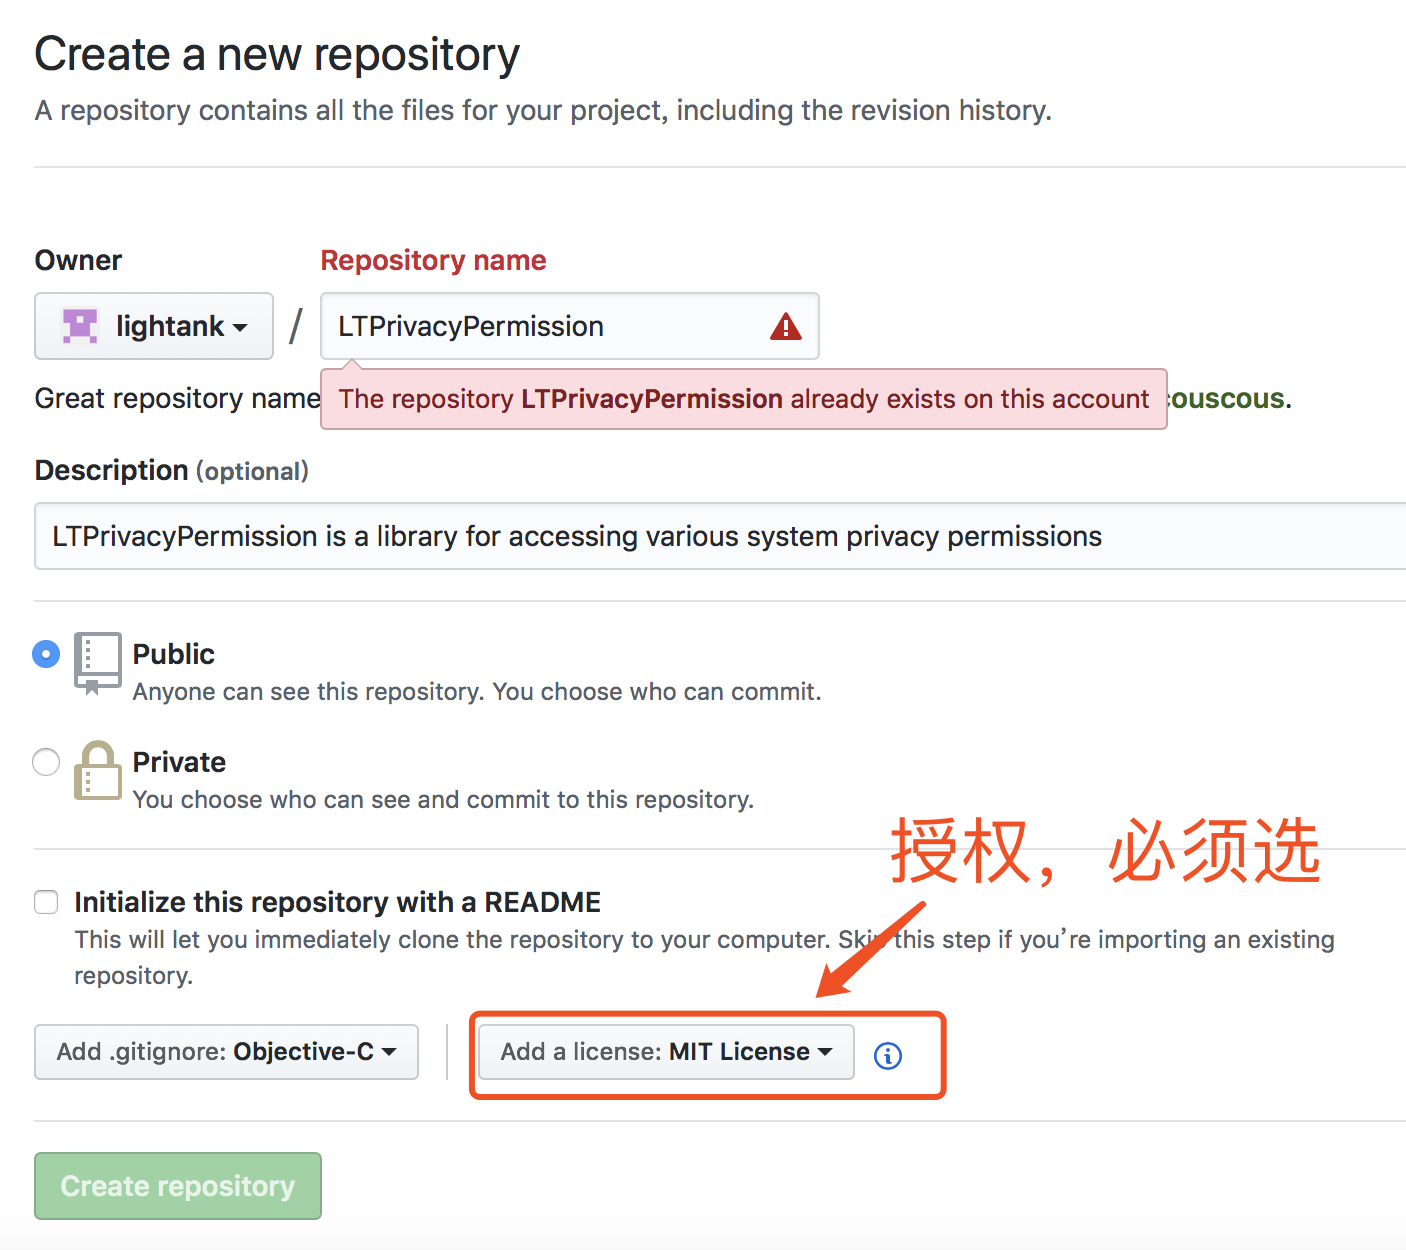 Create a new repository
A repository contains all the files for your project, including the revision history.
Owner
Repository name
lightank / LTPrivacyPermission
Great repository name
The repository LTPrivacyPermission already exists on this account
couscous.
Description (optional)
LTPrivacyPermission is a library for accessing various system privacy permissions
Public
Anyone can see this repository. You choose who can commit.
Private
You choose who can see and commit to this repository.
授权，必须选
Initialize this repository with a README
This will let you immediately clone the repository to your computer. Skip this step if you’re importing an existing
repository.
Add .gitignore: Objective-C
Add a license: MIT License
Create repository